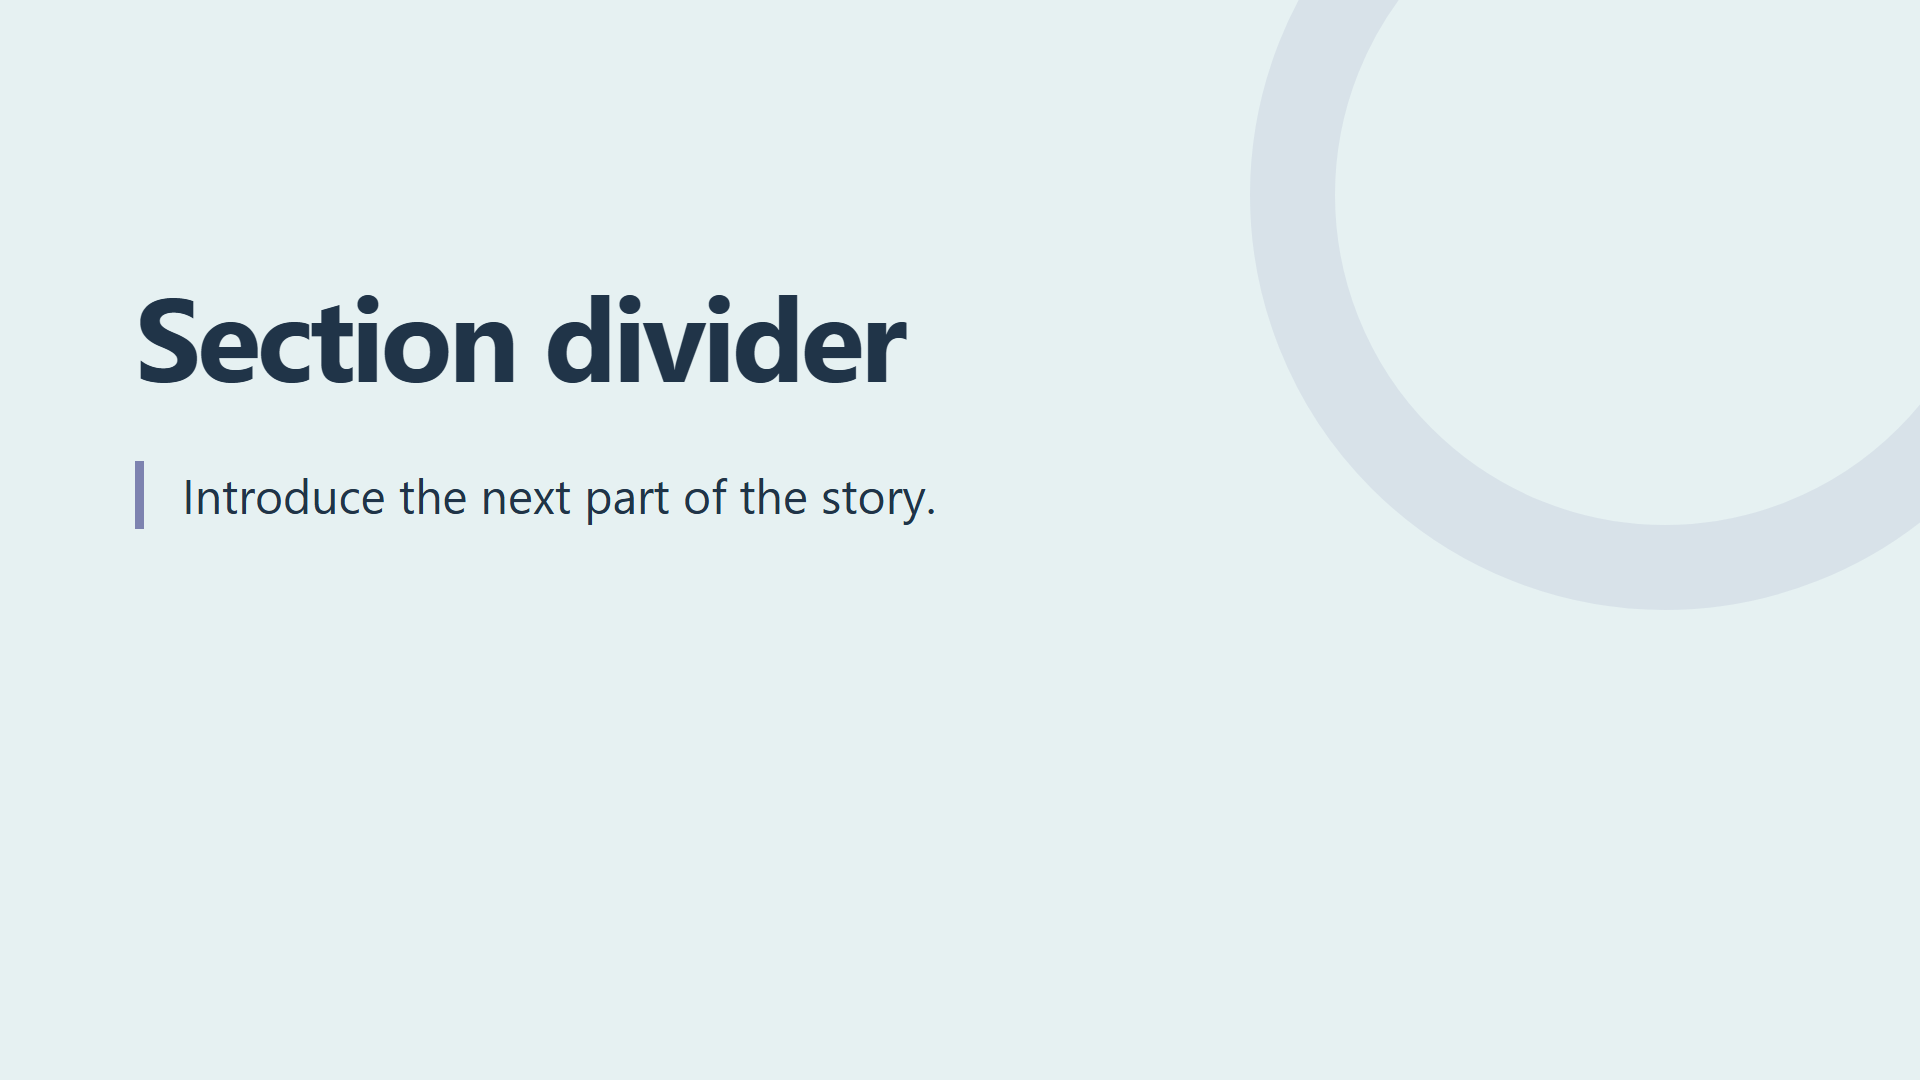 Section divider
Introduce the next part of the story.